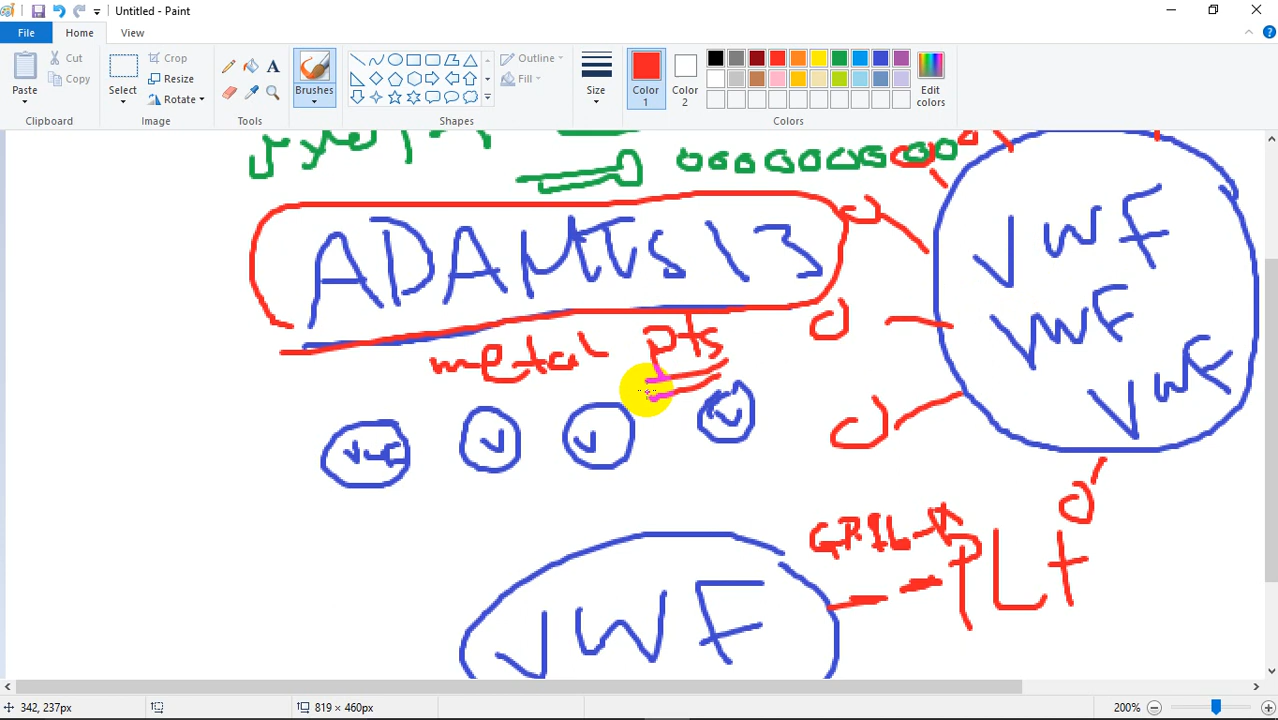 Untitled - Paint
File
Home
View
Paste
Cut
Copy
Clipboard
Select
Crop
Resize
Rotate
Image
A
Tools
Brushes
Outline
Fill
Shapes
Size
Color
1
Color
2
Edit
colors
Colors
ADAMTS13
metal pts
VWF
VWF
VWF
VWF
V
V
V
PLt
VWF
342, 237px
819 × 460px
200%